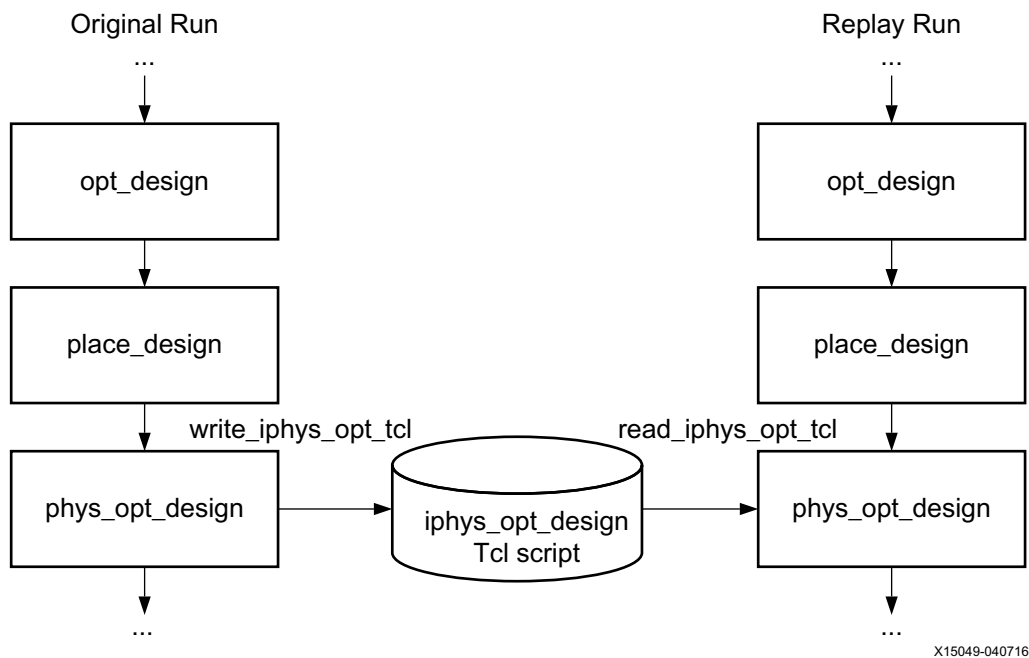 Original Run
Replay Run
...
...
opt_design
opt_design
place_design
place_design
write_iphys_opt_tcl
read_iphys_opt_tcl
phys_opt_design
iphys_opt_design
Tcl script
phys_opt_design
...
...
X15049-040716